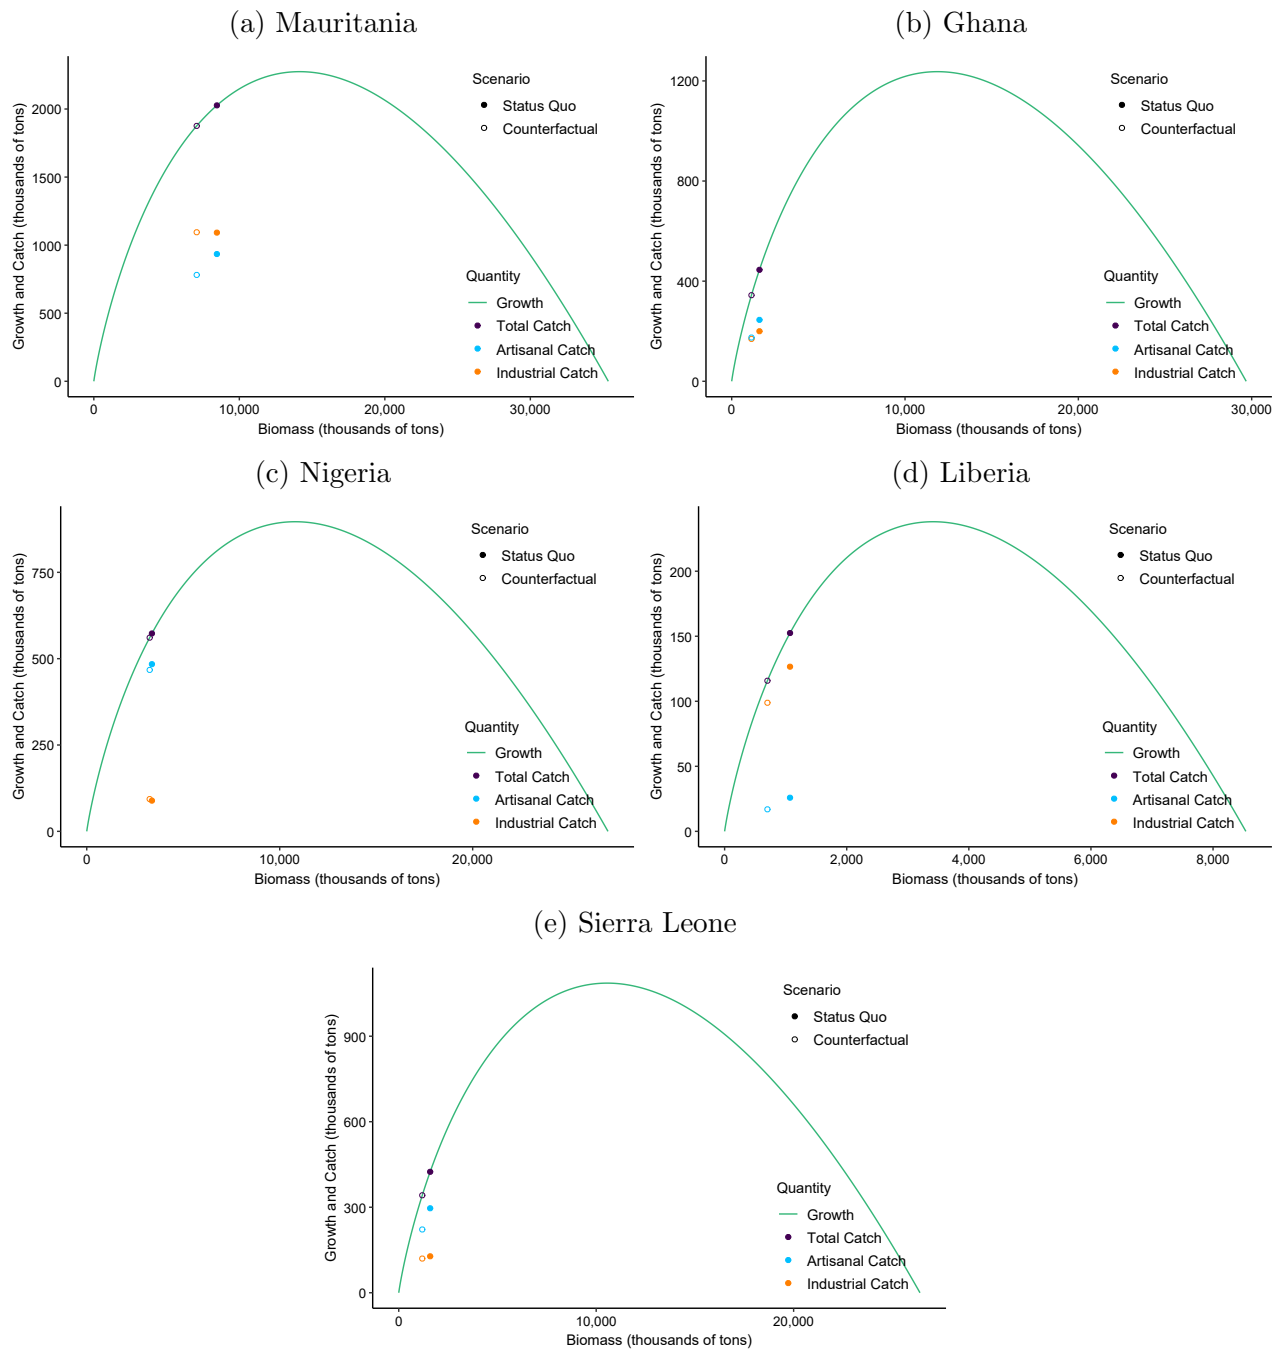 (a) Mauritania
Growth and Catch (thousands of tons)
2000
1500
1000
500
0
0 10,000 20,000 30,000
Biomass (thousands of tons)
Scenario
Status Quo
Counterfactual
Quantity
Growth
Total Catch
Artisanal Catch
Industrial Catch
(b) Ghana
Growth and Catch (thousands of tons)
1200
800
400
0
0 10,000 20,000 30,000
Biomass (thousands of tons)
Scenario
Status Quo
Counterfactual
Quantity
Growth
Total Catch
Artisanal Catch
Industrial Catch
(c) Nigeria
Growth and Catch (thousands of tons)
750
500
250
0
0 10,000 20,000
Biomass (thousands of tons)
Scenario
Status Quo
Counterfactual
Quantity
Growth
Total Catch
Artisanal Catch
Industrial Catch
(d) Liberia
Growth and Catch (thousands of tons)
200
150
100
50
0
0 2,000 4,000 6,000 8,000
Biomass (thousands of tons)
Scenario
Status Quo
Counterfactual
Quantity
Growth
Total Catch
Artisanal Catch
Industrial Catch
(e) Sierra Leone
Growth and Catch (thousands of tons)
900
600
300
0
0 10,000 20,000
Biomass (thousands of tons)
Scenario
Status Quo
Counterfactual
Quantity
Growth
Total Catch
Artisanal Catch
Industrial Catch